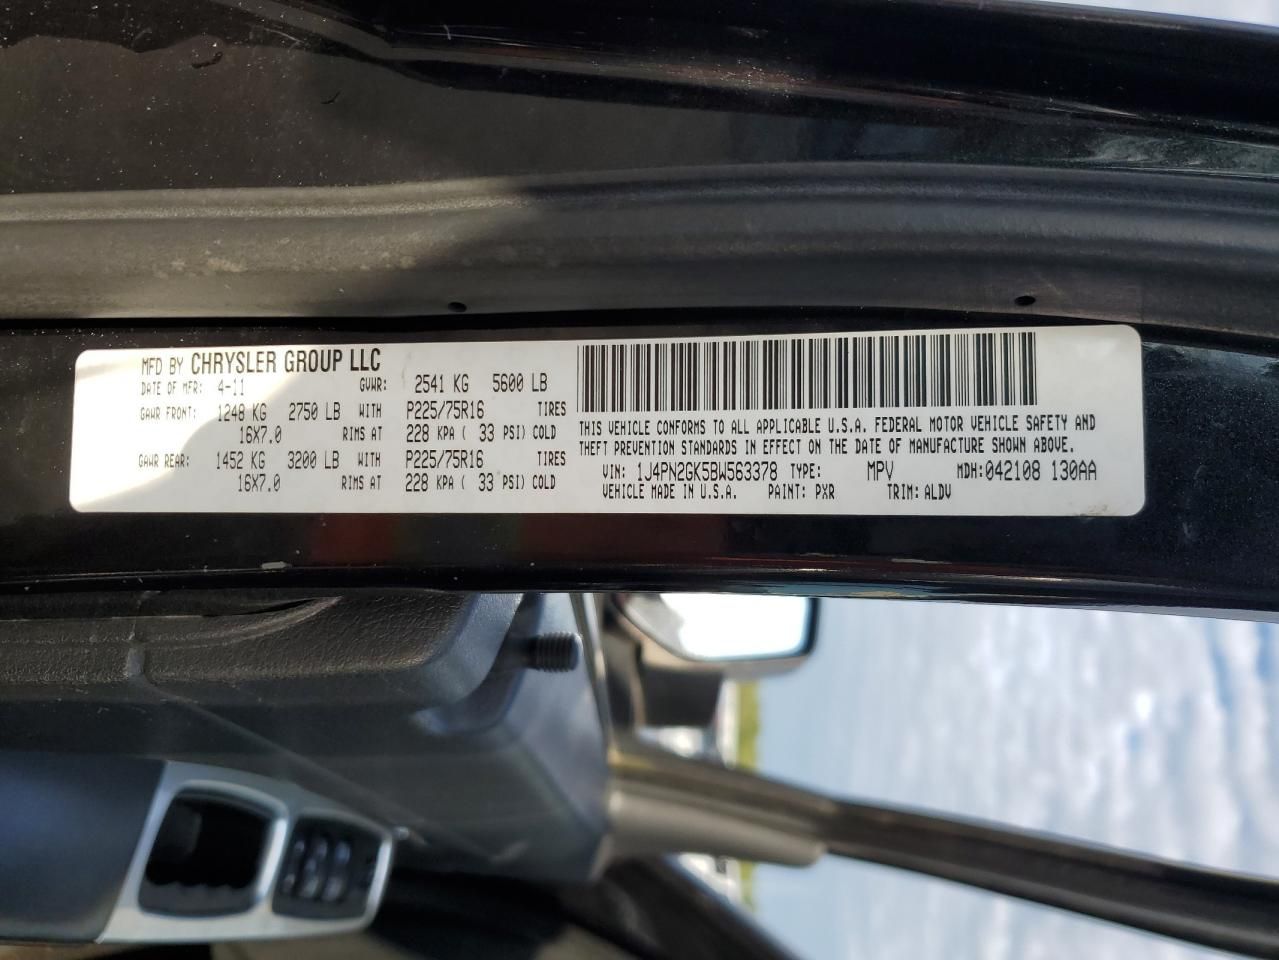 MFD BY CHRYSLER GROUP LLC
DATE OF MFR: 4-11 GVWR: 2541 KG 5600 LB
GAWR FRONT: 1248 KG 2750 LB WITH P225/75R16 TIRES
16X7.0 RIMS AT 228 KPA ( 33 PSI) COLD
GAWR REAR: 1452 KG 3200 LB WITH P225/75R16 TIRES
16X7.0 RIMS AT 228 KPA ( 33 PSI) COLD
THIS VEHICLE CONFORMS TO ALL APPLICABLE U.S.A. FEDERAL MOTOR VEHICLE SAFETY AND
THEFT PREVENTION STANDARDS IN EFFECT ON THE DATE OF MANUFACTURE SHOWN ABOVE.
VIN: 1J4PN2GK5BW563378 TYPE: MPV MDH: 042108 130AA
VEHICLE MADE IN U.S.A. PAINT: PXR TRIM: ALDV